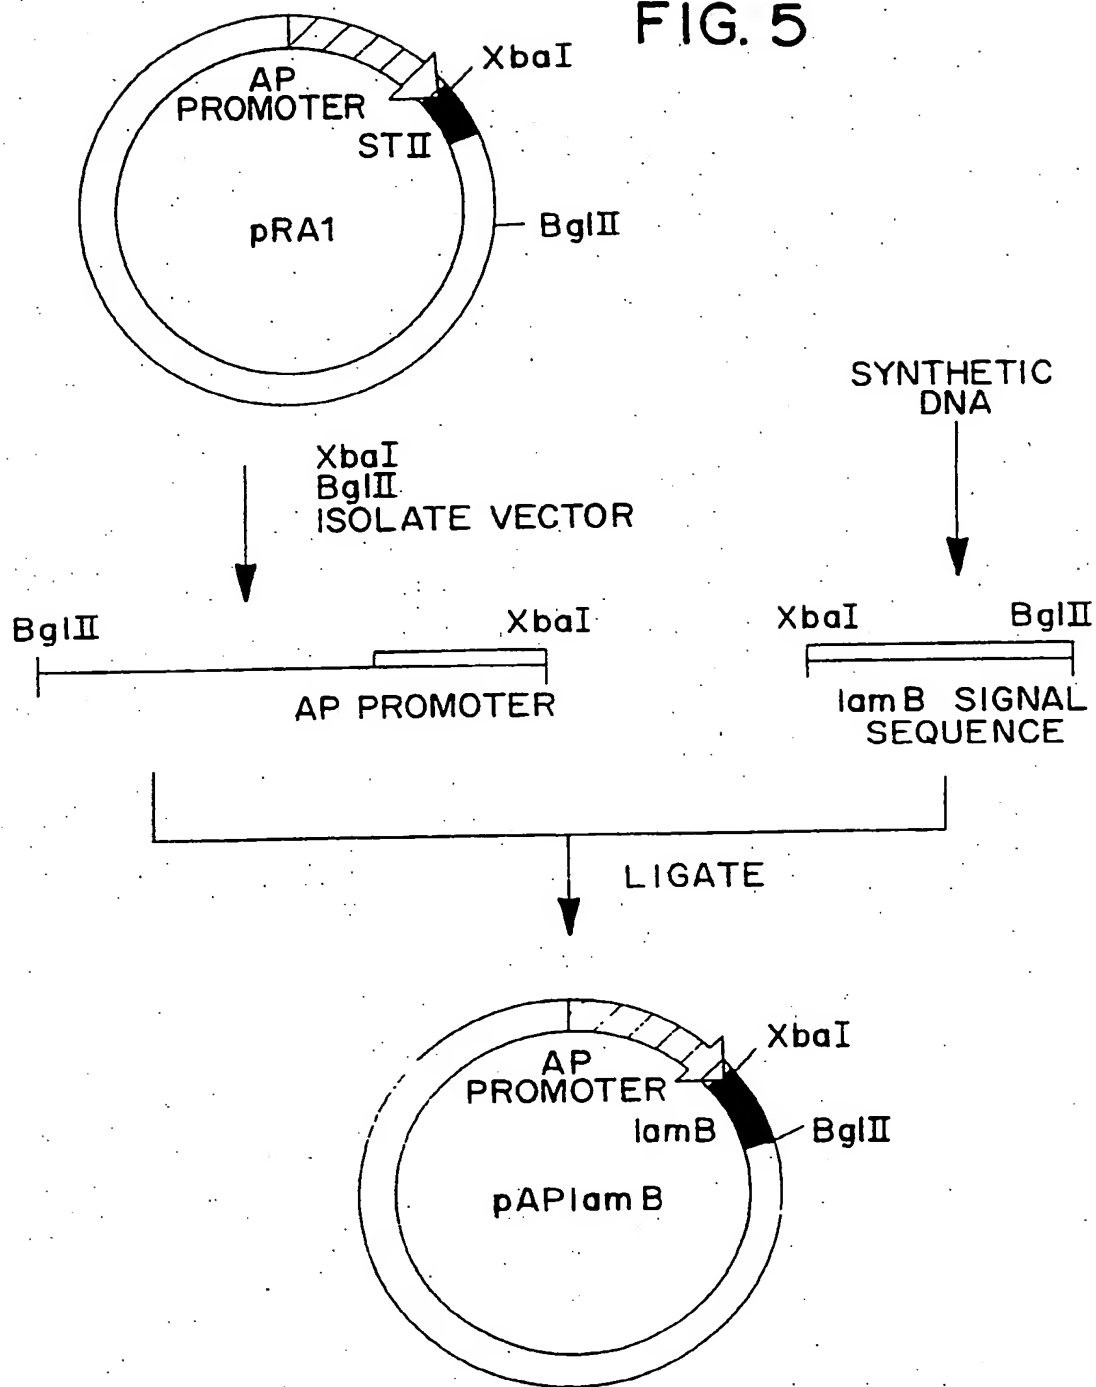 FIG. 5
XbaI
AP
PROMOTER
STII
BglII
pRA1
SYNTHETIC
DNA
XbaI
BglII
ISOLATE VECTOR
BglII
XbaI
AP PROMOTER
XbaI
BglII
lamB SIGNAL
SEQUENCE
LIGATE
XbaI
AP
PROMOTER
lamB
BglII
pAPlamB